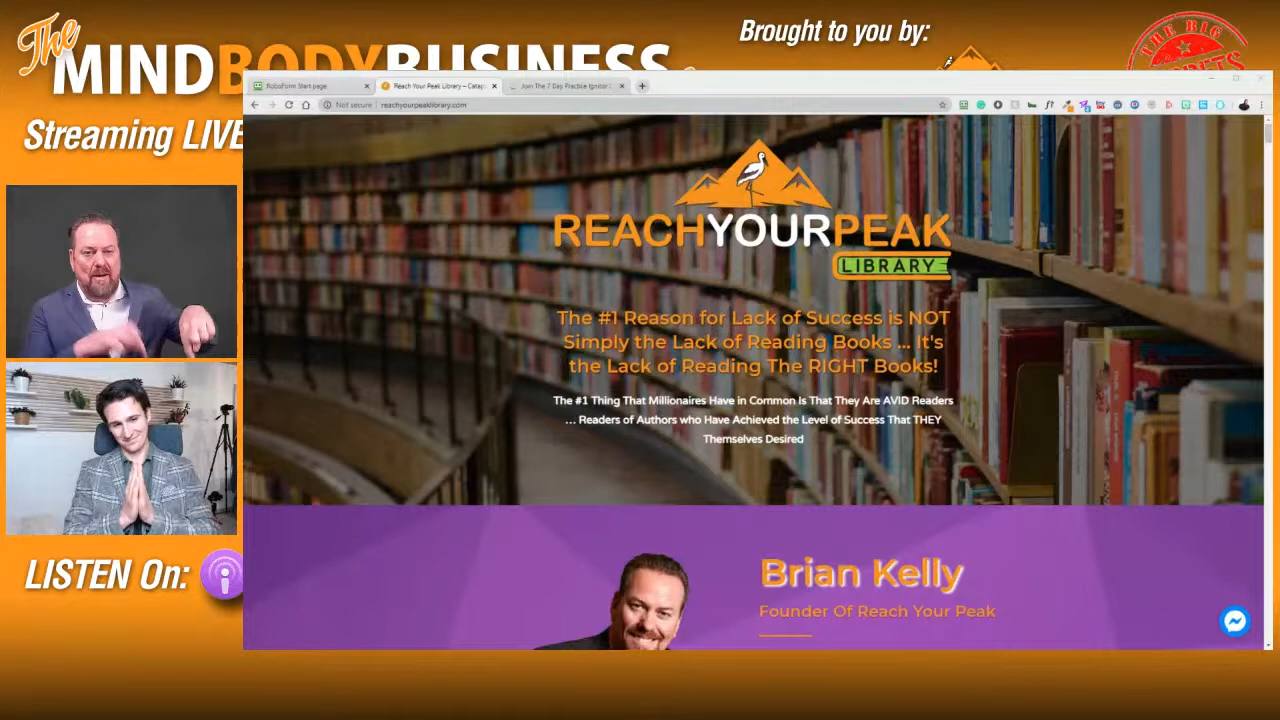 The
MINDBODYBUSINESS
Brought to you by:
THE BIG
Streaming LIVE
RoboForm Start page
Reach Your Peak Library – Catap
Join The 7 Day Practice Ignitor
Not secure
reachyourpeaklibrary.com
REACHYOURPEAK
LIBRARY
The #1 Reason for Lack of Success is NOT
Simply the Lack of Reading Books ... It's
the Lack of Reading The RIGHT Books!
The #1 Thing That Millionaires Have in Common Is That They Are AVID Readers
... Readers of Authors who Have Achieved the Level of Success That THEY
Themselves Desired
LISTEN On:
Brian Kelly
Founder Of Reach Your Peak